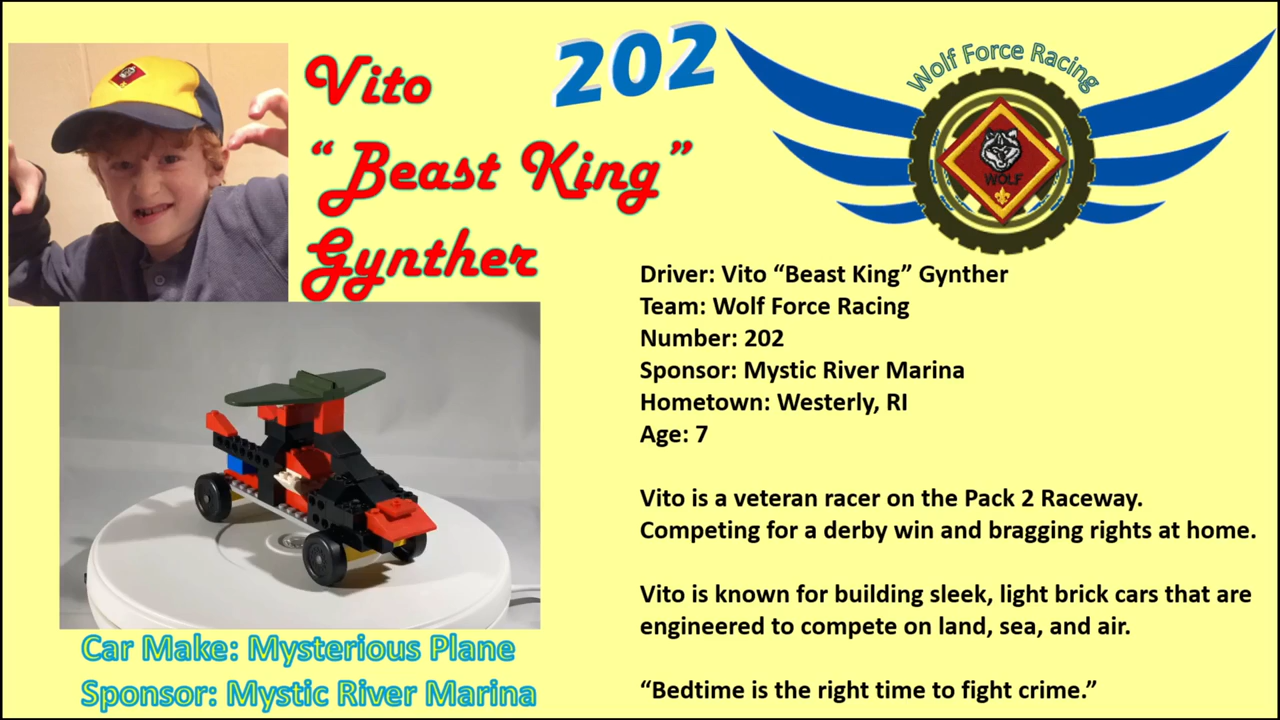 Vito
“Beast King”
Gynther
202
Wolf Force Racing
WOLF
Driver: Vito “Beast King” Gynther
Team: Wolf Force Racing
Number: 202
Sponsor: Mystic River Marina
Hometown: Westerly, RI
Age: 7
Vito is a veteran racer on the Pack 2 Raceway.
Competing for a derby win and bragging rights at home.
Vito is known for building sleek, light brick cars that are
engineered to compete on land, sea, and air.
“Bedtime is the right time to fight crime.”
Car Make: Mysterious Plane
Sponsor: Mystic River Marina